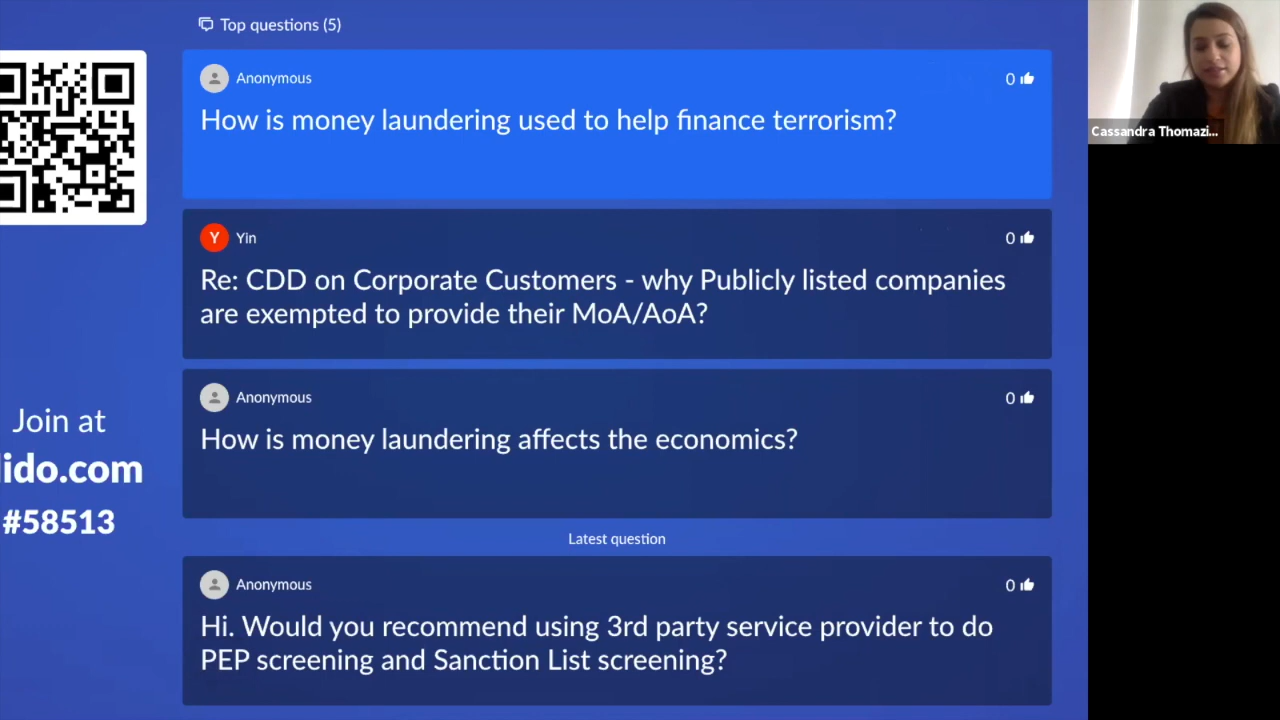 Top questions (5)
Anonymous
0
How is money laundering used to help finance terrorism?
Y Yin
0
Re: CDD on Corporate Customers - why Publicly listed companies
are exempted to provide their MoA/AoA?
Anonymous
0
How is money laundering affects the economics?
Latest question
Anonymous
0
Hi. Would you recommend using 3rd party service provider to do
PEP screening and Sanction List screening?
Join at
lido.com
#58513
Cassandra Thomazi...